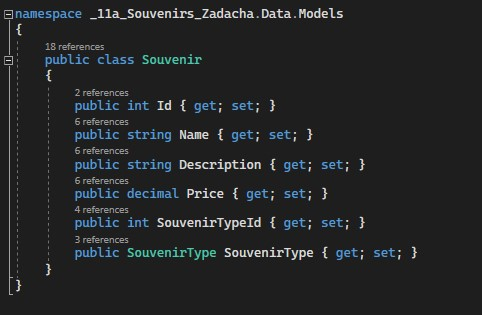 namespace _11a_Souvenirs_Zadacha.Data.Models
{
18 references
public class Souvenir
{
2 references
public int Id { get; set; }
6 references
public string Name { get; set; }
6 references
public string Description { get; set; }
6 references
public decimal Price { get; set; }
4 references
public int SouvenirTypeId { get; set; }
3 references
public SouvenirType SouvenirType { get; set; }
}
}